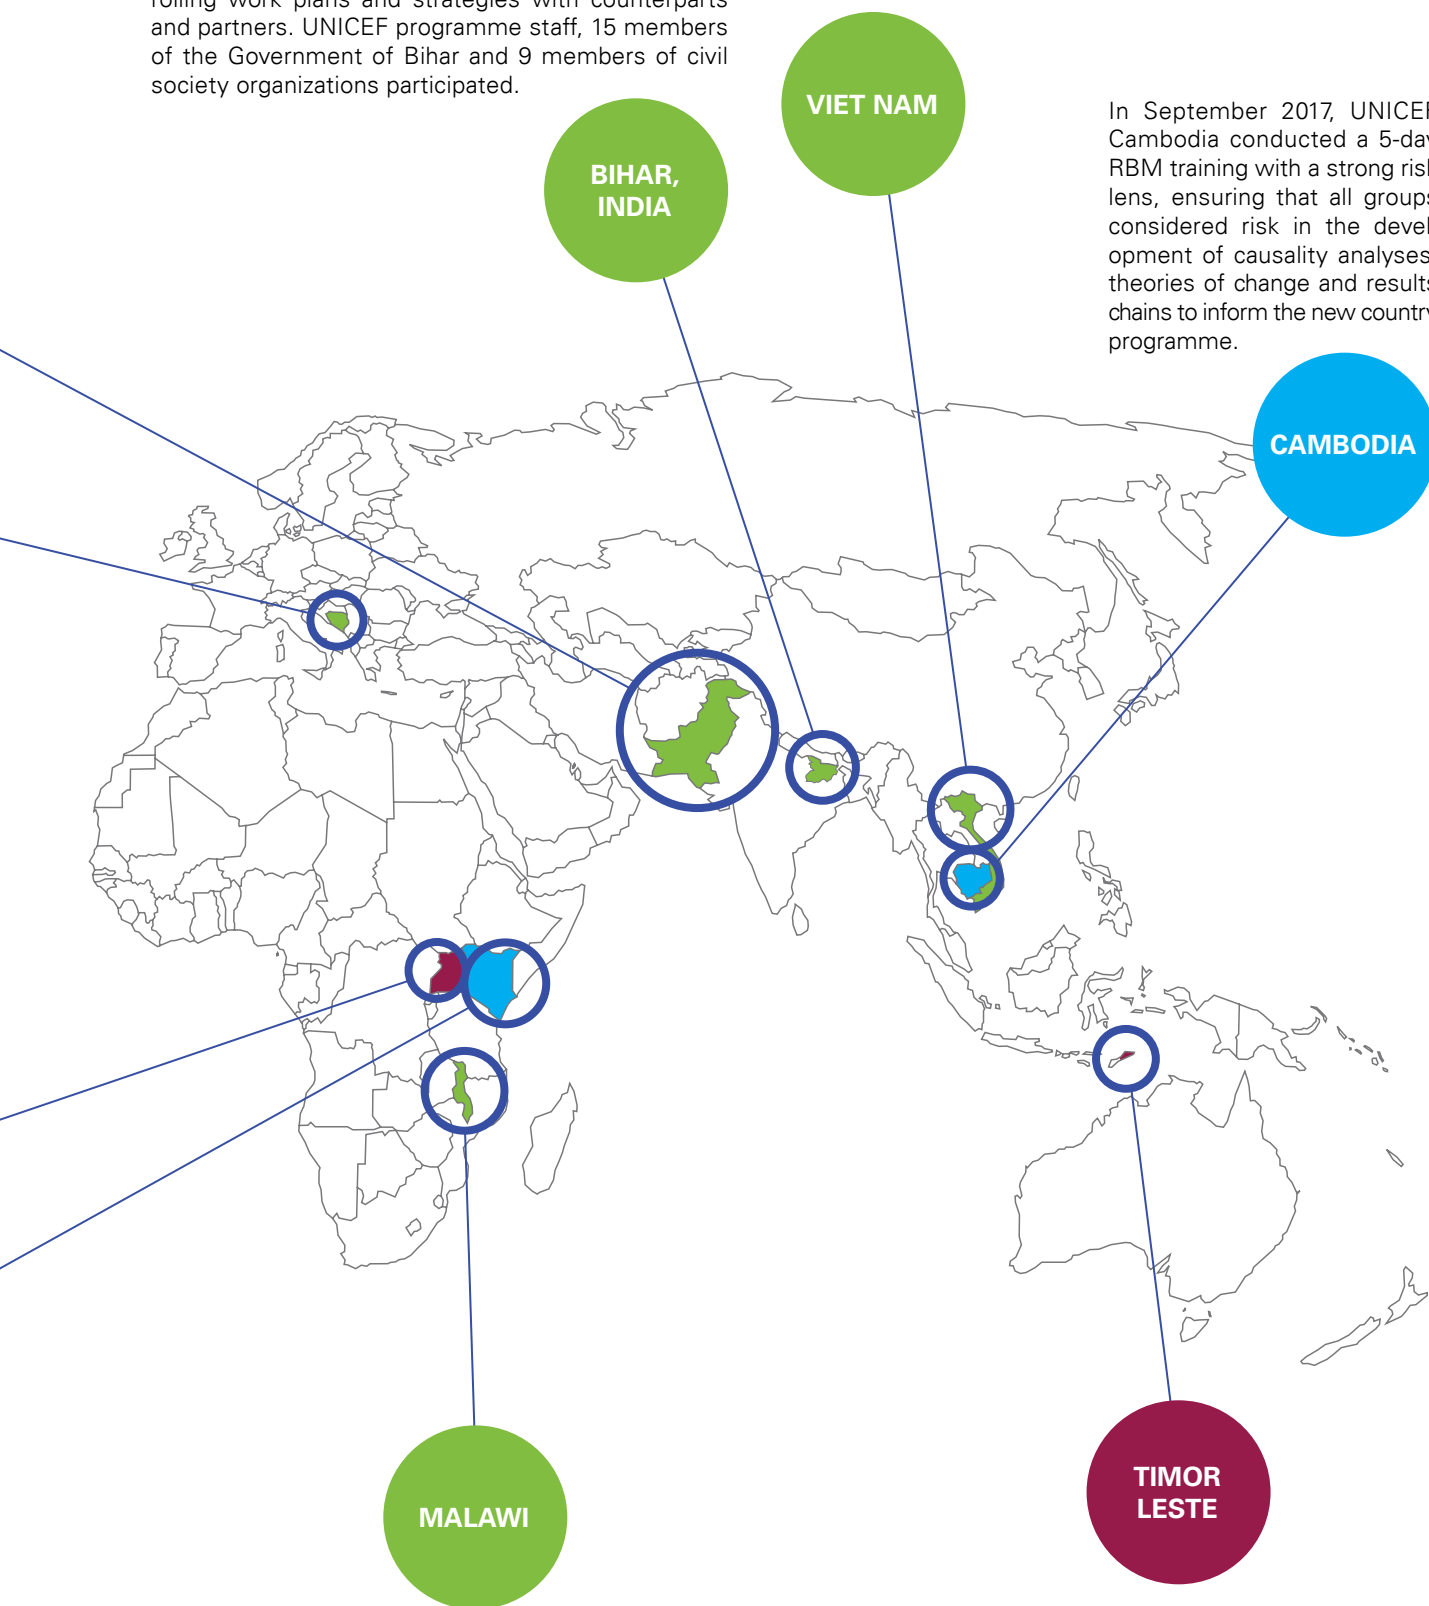 rolling work plans and strategies with counterparts
and partners. UNICEF programme staff, 15 members
of the Government of Bihar and 9 members of civil
society organizations participated.
VIET NAM
BIHAR,
INDIA
In September 2017, UNICEF
Cambodia conducted a 5-day
RBM training with a strong risk
lens, ensuring that all groups
considered risk in the devel
opment of causality analyses
theories of change and results
chains to inform the new country
programme.
CAMBODIA
MALAWI
TIMOR
LESTE